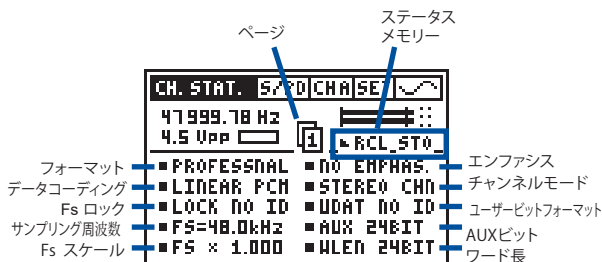 ステータス
メモリー
ページ
CH. STAT. S/PD CHA SET
47999.78 Hz
4.5 Vpp
1
RCL_STO_
フォーマット
PROFESSNAL
NO EMPHAS.
エンファシス
データコーディング
LINEAR PCM
STEREO CHN
チャンネルモード
Fs ロック
LOCK NO ID
UDAT NO ID
ユーザービットフォーマット
サンプリング周波数
FS=48.0kHz
AUX 24BIT
AUXビット
Fs スケール
FS × 1.000
WLEN 24BIT
ワード長